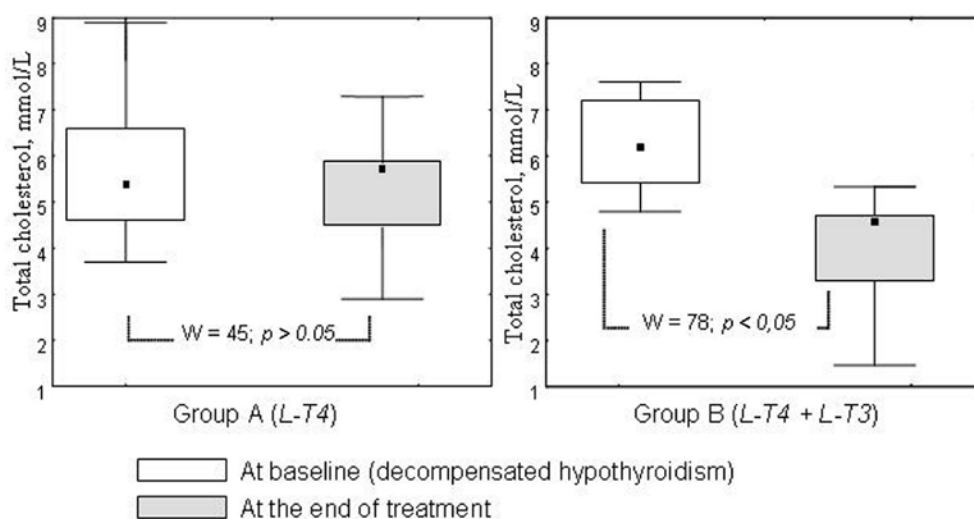 Total cholesterol, mmol/L
9
8
7
6
5
4
3
2
1
W = 45; p > 0.05
Group A (L-T4)
Total cholesterol, mmol/L
9
8
7
6
5
4
3
2
1
W = 78; p < 0,05
Group B (L-T4 + L-T3)
At baseline (decompensated hypothyroidism)
At the end of treatment